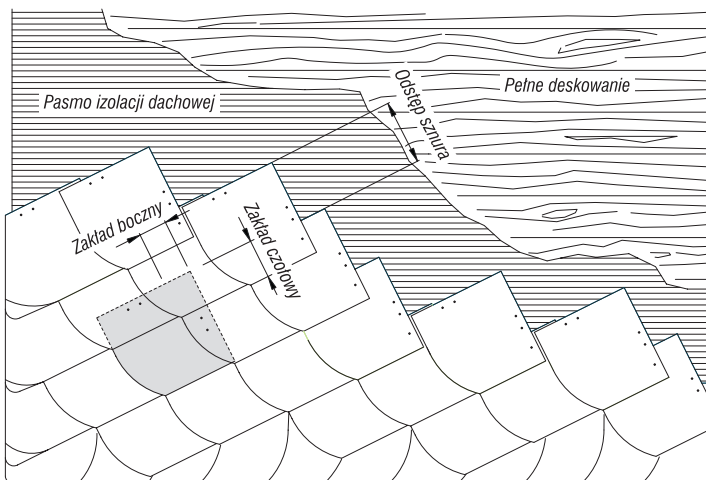 Pasmo izolacji dachowej
Pełne deskowanie
Odstęp sznura
Zakład boczny
Zakład czołowy